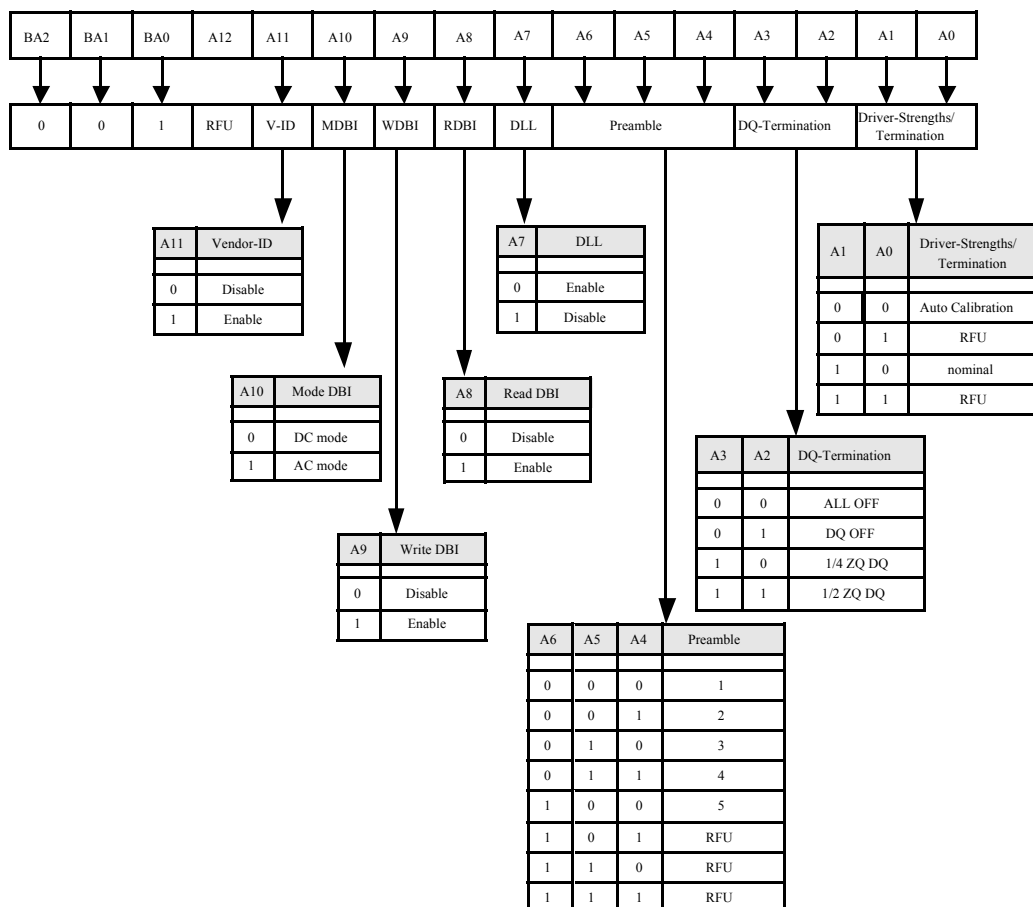 BA2 BA1 BA0 A12 A11 A10 A9 A8 A7 A6 A5 A4 A3 A2 A1 A0
0 0 1 RFU V-ID MDBI WDBI RDBI DLL Preamble DQ-Termination Driver-Strengths/
Termination
A11 Vendor-ID
0 Disable
1 Enable
A7 DLL
0 Enable
1 Disable
A1 A0 Driver-Strengths/
Termination
0 0 Auto Calibration
0 1 RFU
1 0 nominal
1 1 RFU
A10 Mode DBI
0 DC mode
1 AC mode
A8 Read DBI
0 Disable
1 Enable
A3 A2 DQ-Termination
0 0 ALL OFF
0 1 DQ OFF
1 0 1/4 ZQ DQ
1 1 1/2 ZQ DQ
A9 Write DBI
0 Disable
1 Enable
A6 A5 A4 Preamble
0 0 0 1
0 0 1 2
0 1 0 3
0 1 1 4
1 0 0 5
1 0 1 RFU
1 1 0 RFU
1 1 1 RFU